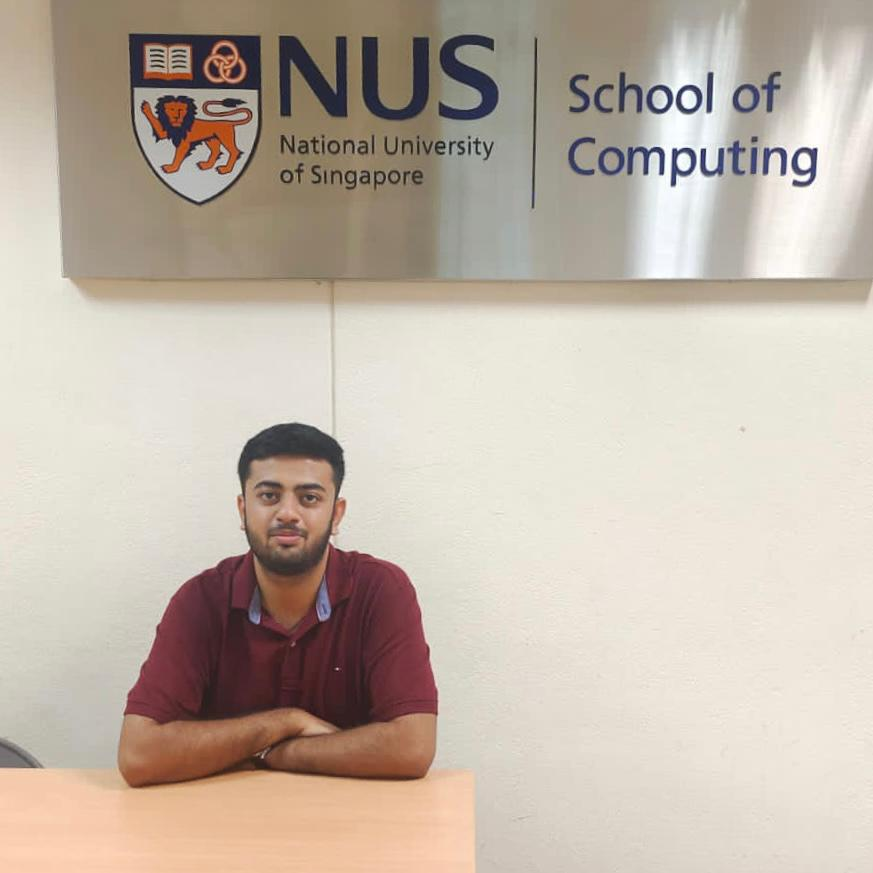 NUS
National University
of Singapore
School of
Computing